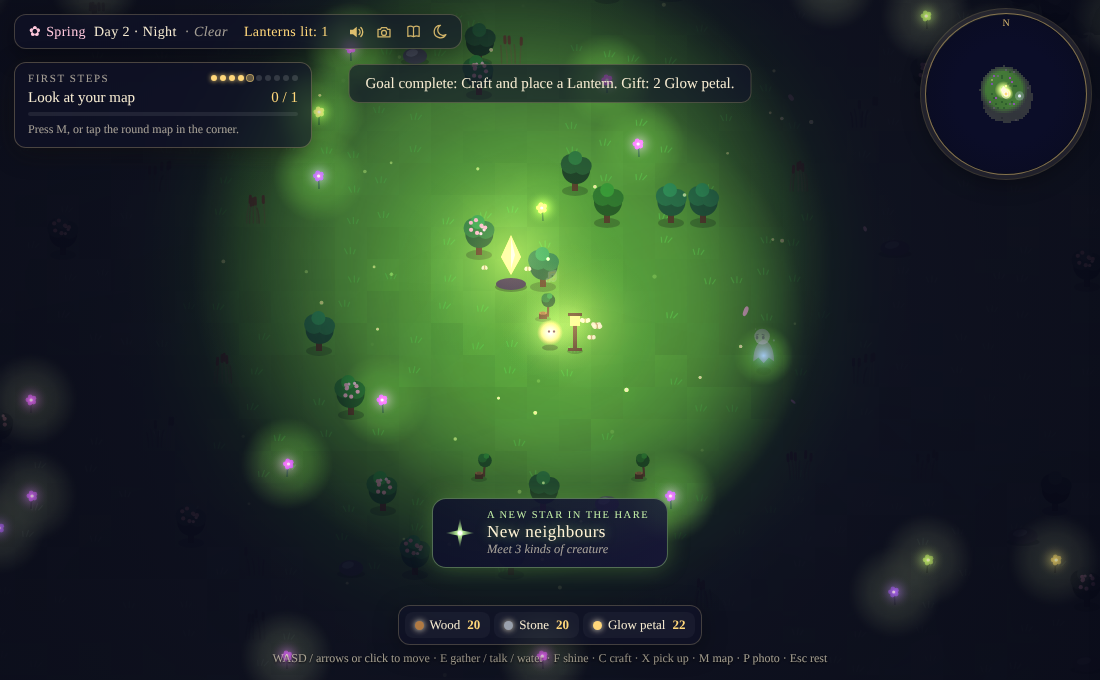 ✿ Spring Day 2 · Night · Clear Lanterns lit: 1
N
FIRST STEPS
Look at your map 0 / 1
Press M, or tap the round map in the corner.
Goal complete: Craft and place a Lantern. Gift: 2 Glow petal.
A NEW STAR IN THE HARE
New neighbours
Meet 3 kinds of creature
Wood 20 Stone 20 Glow petal 22
WASD / arrows or click to move · E gather / talk / water · F shine · C craft · X pick up · M map · P photo · Esc rest